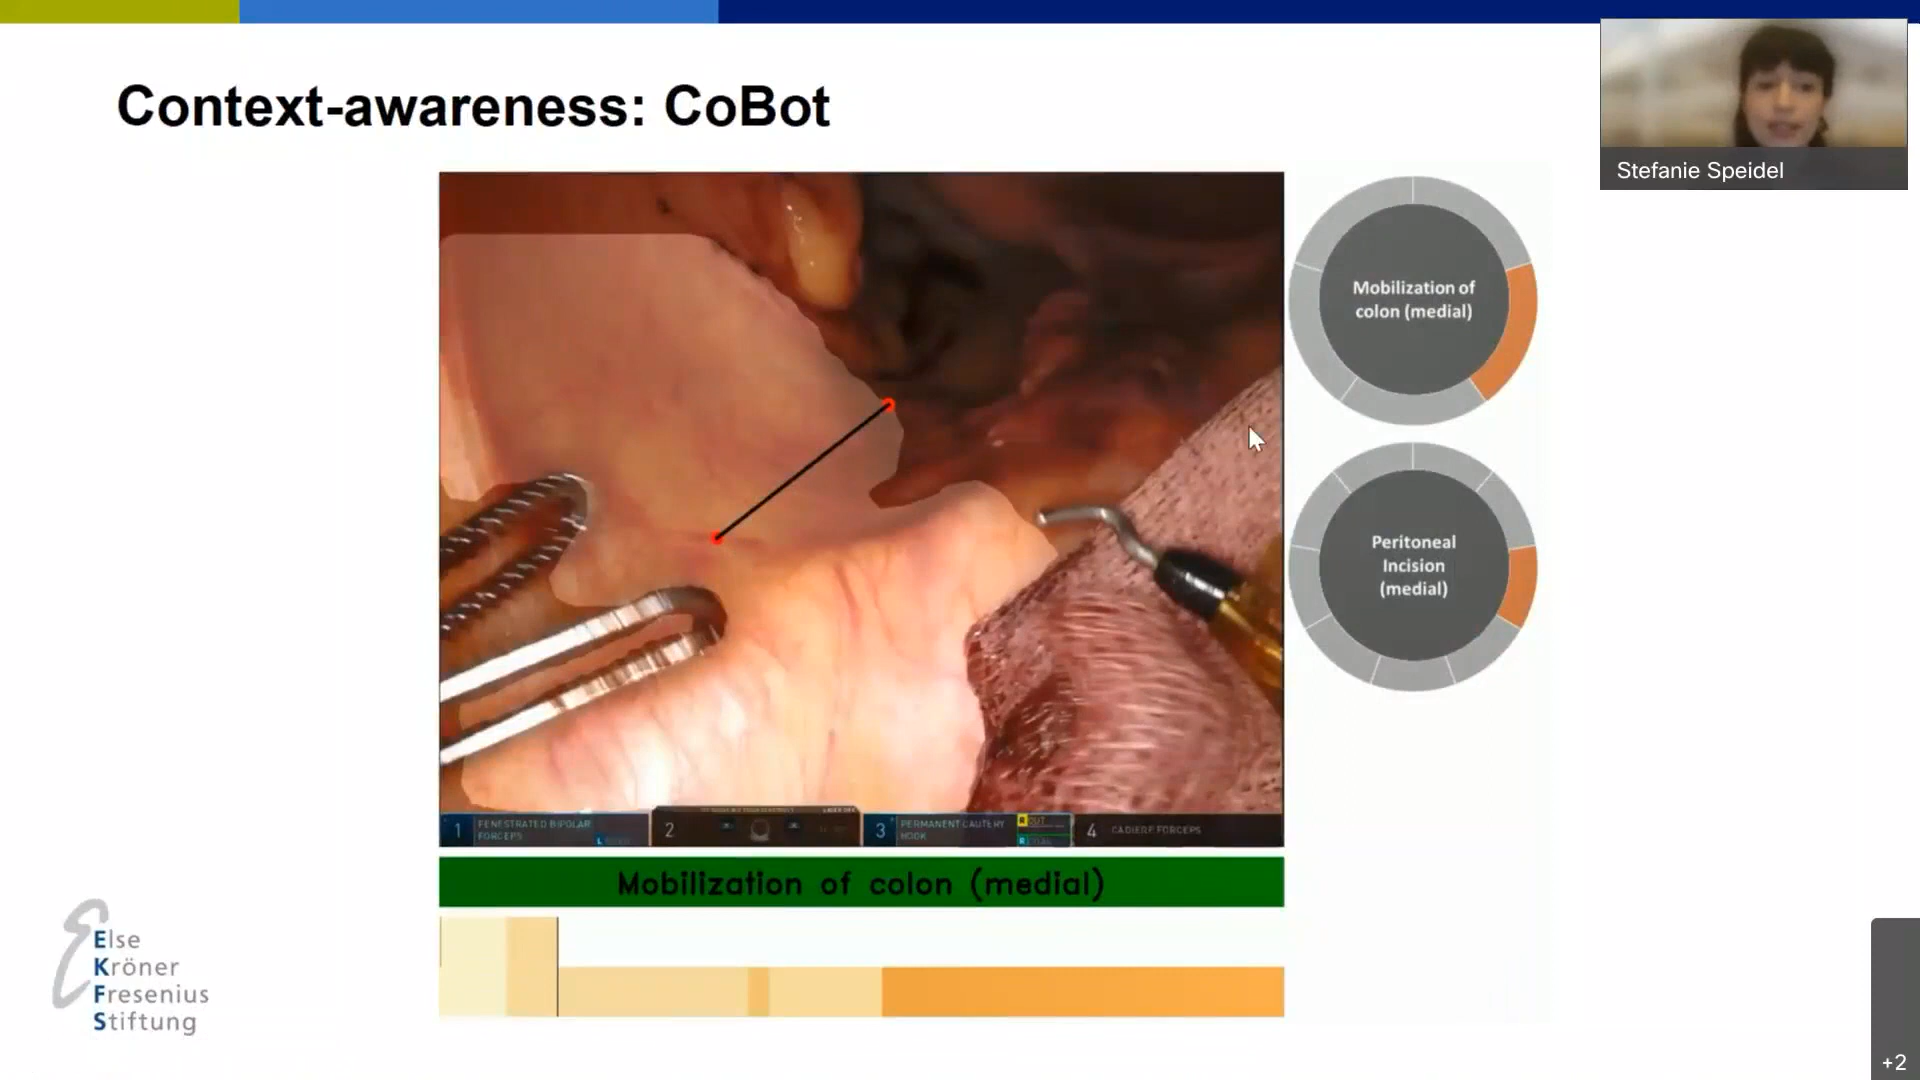 Context-awareness: CoBot
Stefanie Speidel
Mobilization of
colon (medial)
Peritoneal
Incision
(medial)
1 FENESTRATED BIPOLAR
FORCEPS
2
3 PERMANENT CAUTERY
HOOK
4 CADIERE FORCEPS
Mobilization of colon (medial)
Else
Kröner
Fresenius
Stiftung
+2